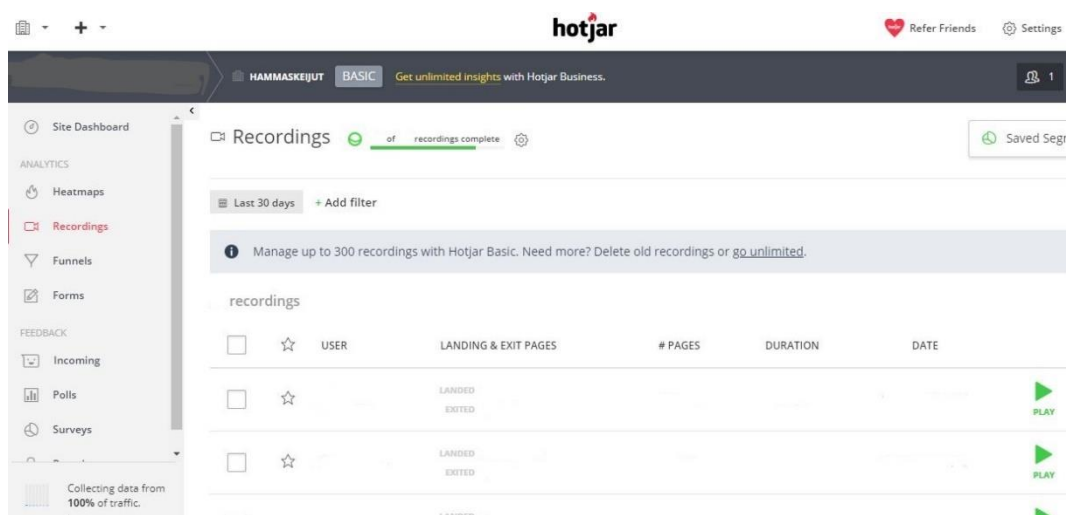 hotjar
Refer Friends
Settings
HAMMASKEIJUT BASIC Get unlimited insights with Hotjar Business.
1
Site Dashboard
ANALYTICS
Heatmaps
Recordings
Funnels
Forms
FEEDBACK
Incoming
Polls
Surveys
Collecting data from
100% of traffic.
Recordings of recordings complete
Saved Segr
Last 30 days + Add filter
Manage up to 300 recordings with Hotjar Basic. Need more? Delete old recordings or go unlimited.
recordings
USER LANDING & EXIT PAGES # PAGES DURATION DATE
LANDED
EXITED
PLAY
LANDED
EXITED
PLAY